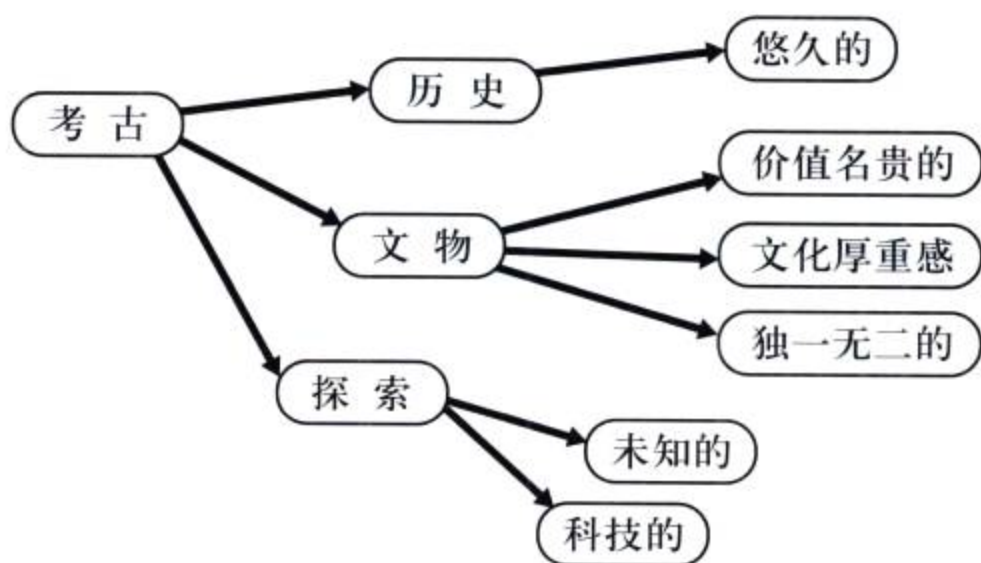 考古
历史
悠久的
文物
价值名贵的
文化厚重感
独一无二的
探索
未知的
科技的